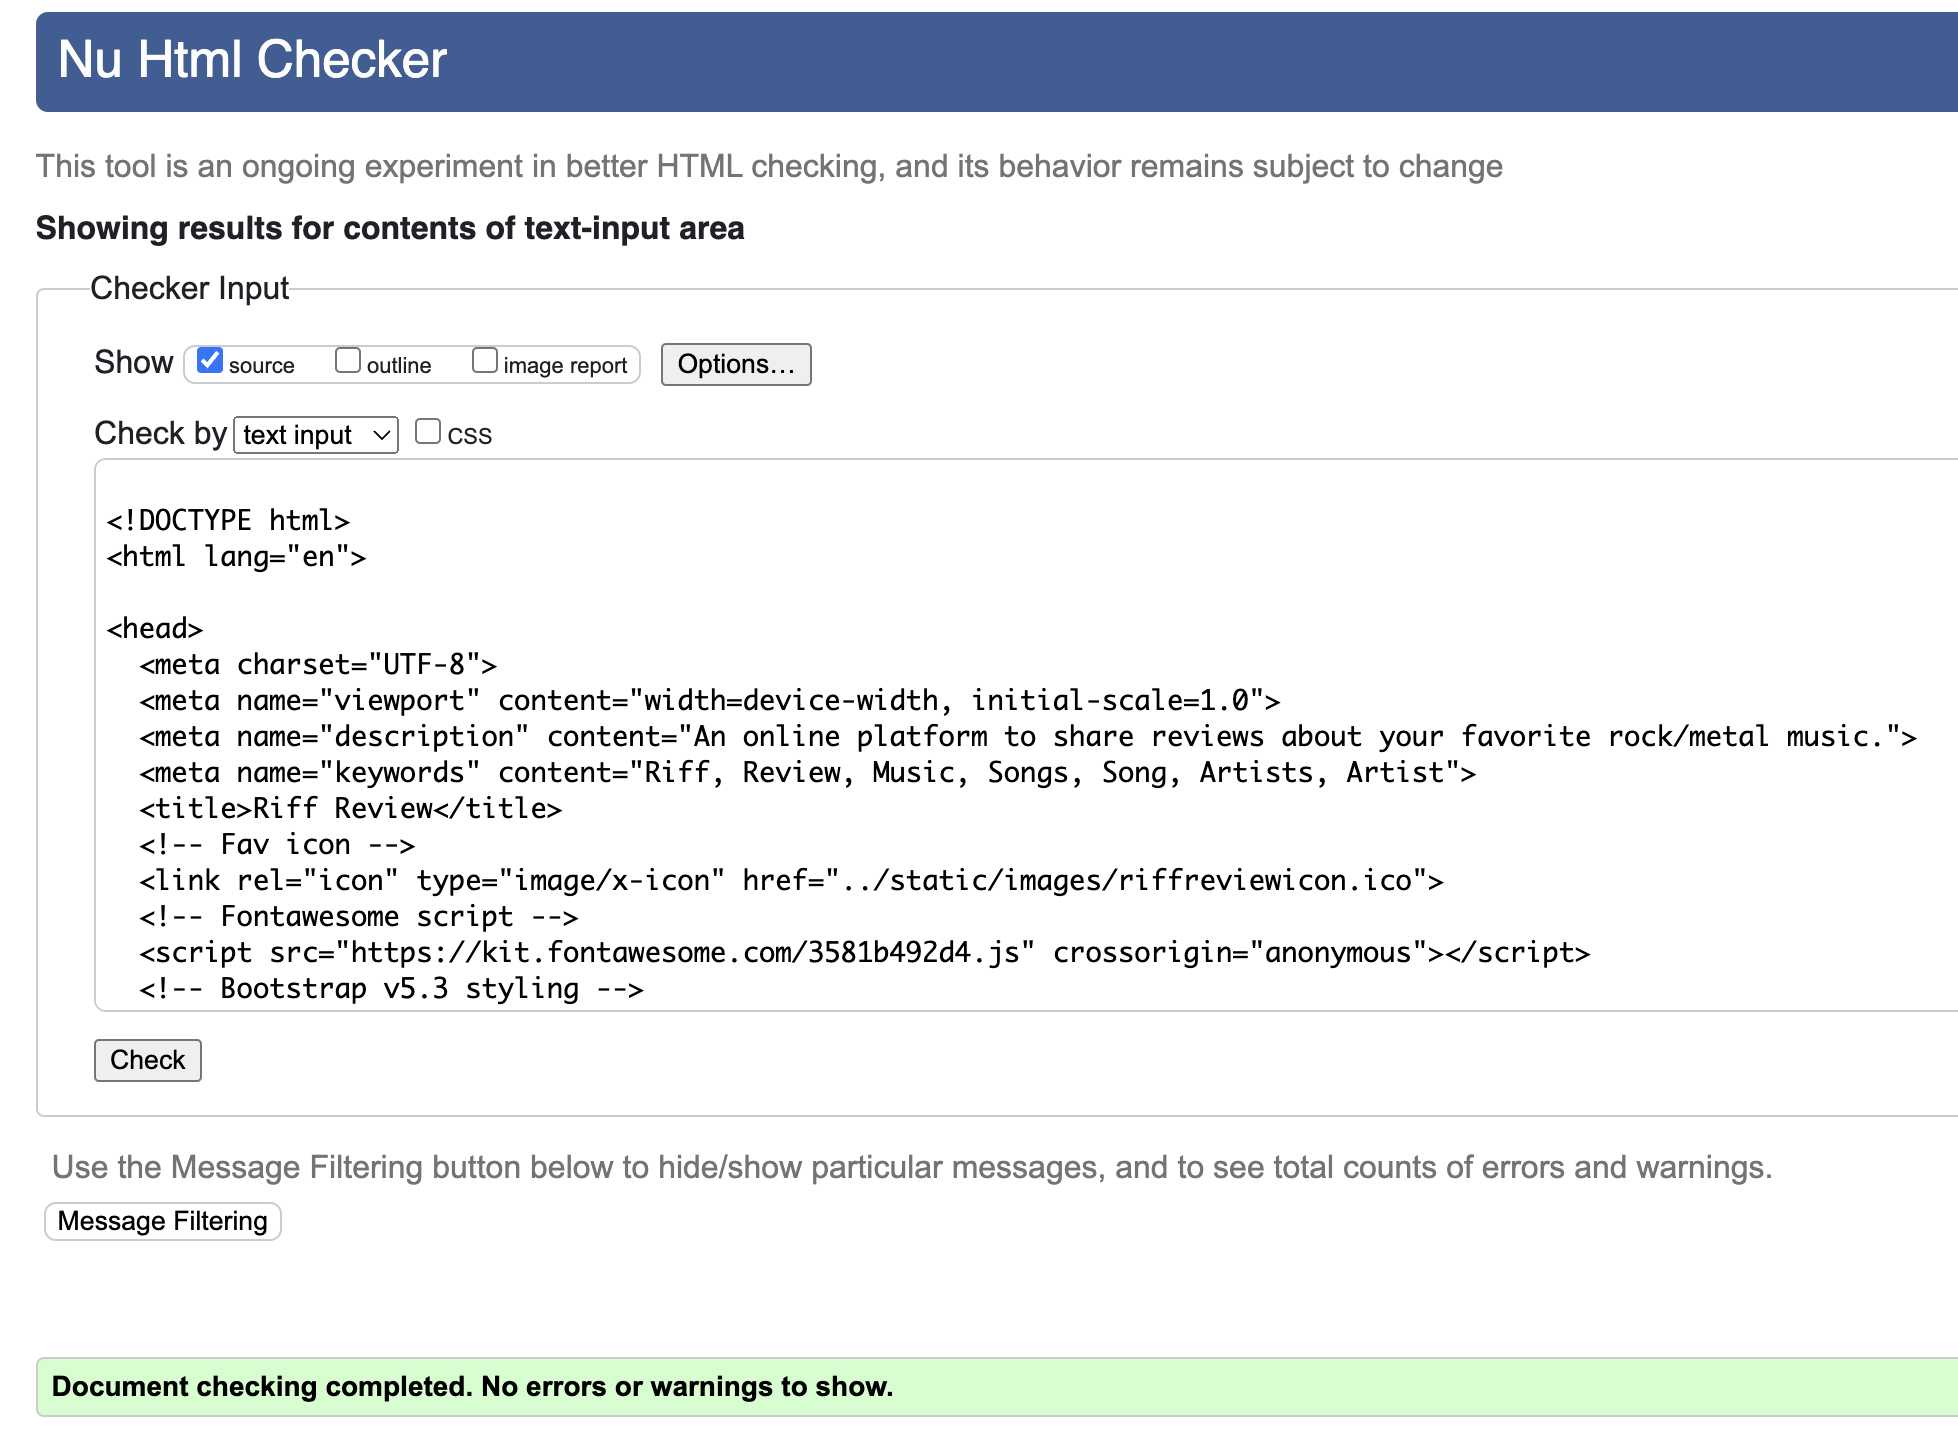 Nu Html Checker
This tool is an ongoing experiment in better HTML checking, and its behavior remains subject to change
Showing results for contents of text-input area
Checker Input
Show source outline image report Options...
Check by text input CSS
<!DOCTYPE html>
<html lang="en">
<head>
<meta charset="UTF-8">
<meta name="viewport" content="width=device-width, initial-scale=1.0">
<meta name="description" content="An online platform to share reviews about your favorite rock/metal music.">
<meta name="keywords" content="Riff, Review, Music, Songs, Song, Artists, Artist">
<title>Riff Review</title>
<!-- Fav icon -->
<link rel="icon" type="image/x-icon" href="../static/images/riffreviewicon.ico">
<!-- Fontawesome script -->
<script src="https://kit.fontawesome.com/3581b492d4.js" crossorigin="anonymous"></script>
<!-- Bootstrap v5.3 styling -->
Check
Use the Message Filtering button below to hide/show particular messages, and to see total counts of errors and warnings.
Message Filtering
Document checking completed. No errors or warnings to show.